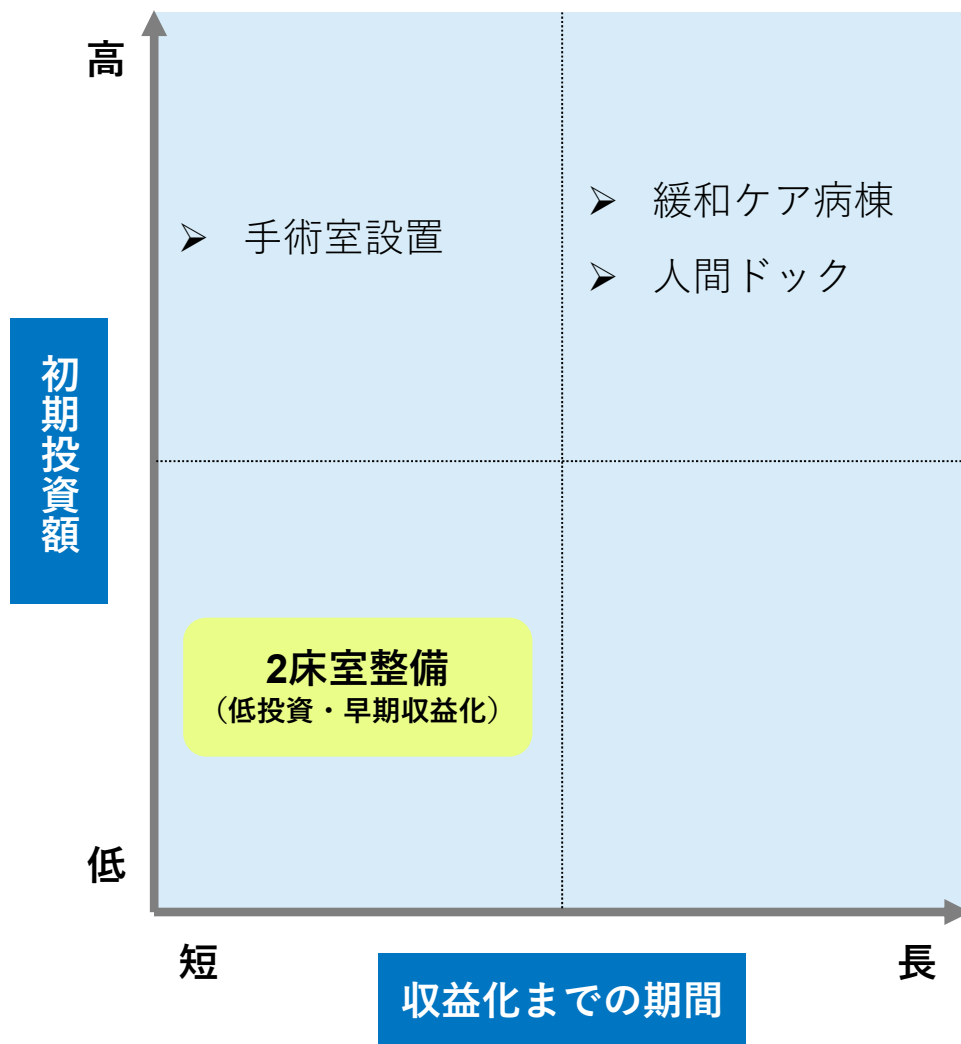 高
➢ 手術室設置
➢ 緩和ケア病棟
➢ 人間ドック
初期投資額
2床室整備
（低投資・早期収益化）
低
短
長
収益化までの期間